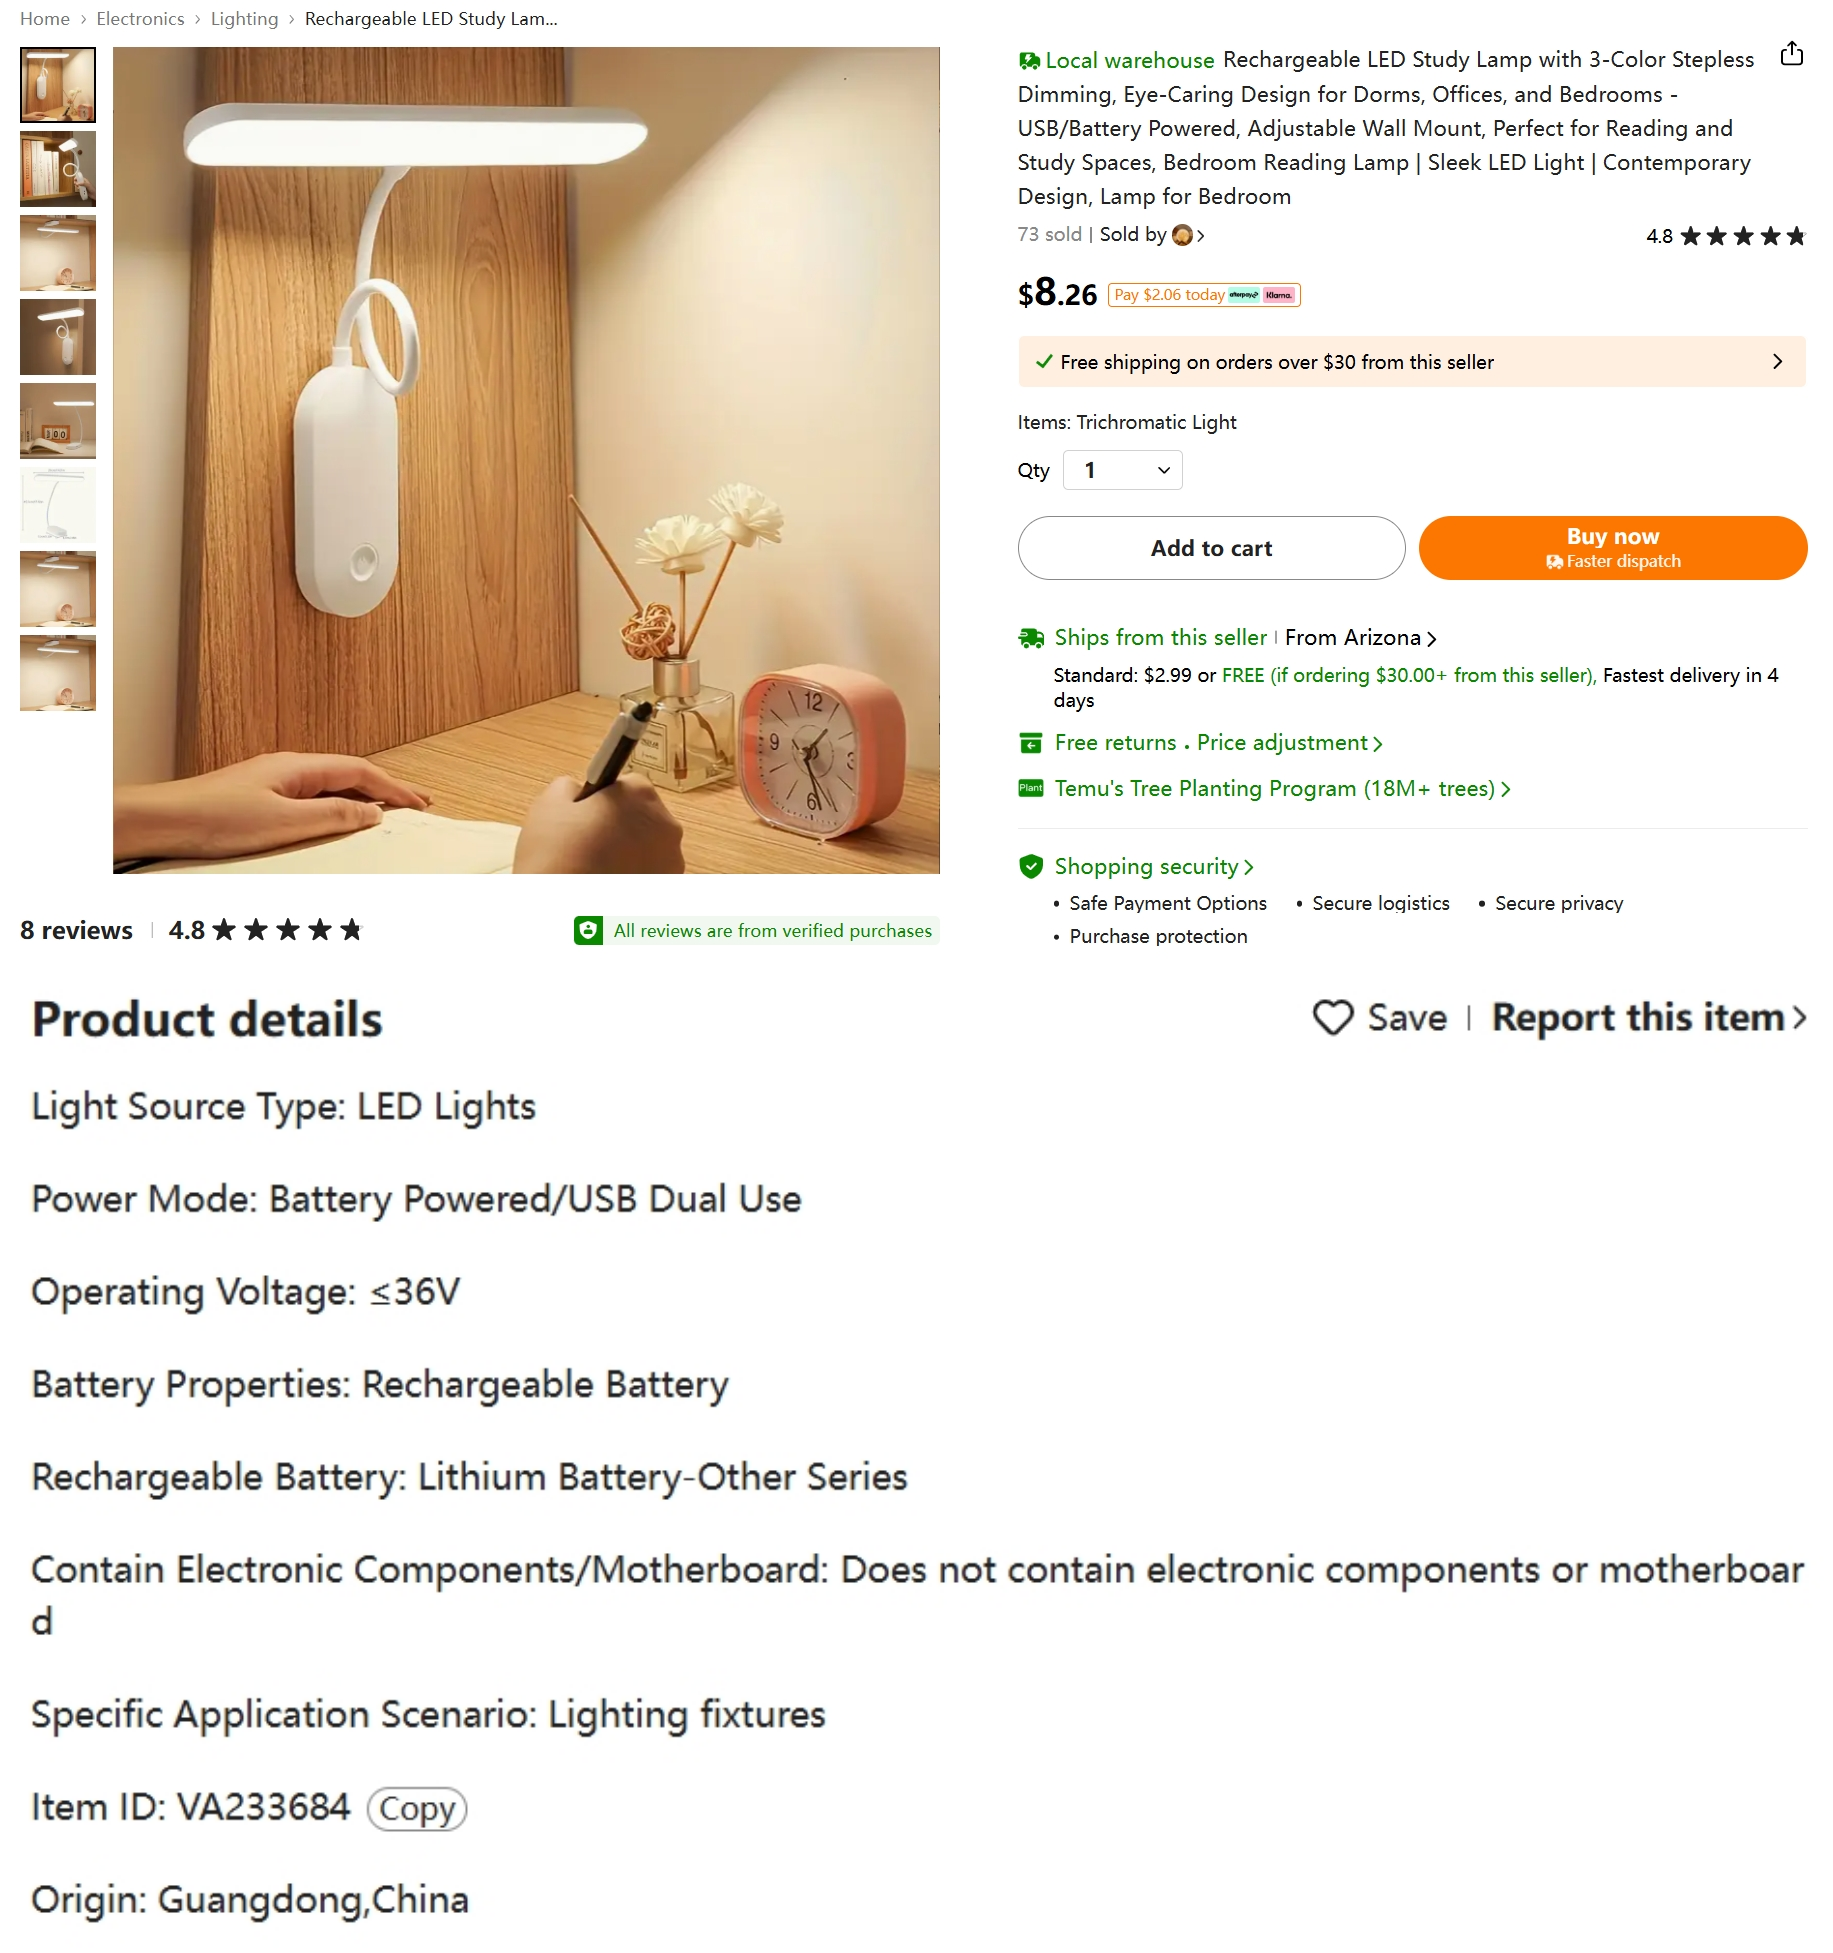 Home > Electronics > Lighting > Rechargeable LED Study Lam...
Local warehouse Rechargeable LED Study Lamp with 3-Color Stepless
Dimming, Eye-Caring Design for Dorms, Offices, and Bedrooms -
USB/Battery Powered, Adjustable Wall Mount, Perfect for Reading and
Study Spaces, Bedroom Reading Lamp | Sleek LED Light | Contemporary
Design, Lamp for Bedroom
73 sold | Sold by >
4.8
$8.26 Pay $2.06 today afterpay Klarna.
Free shipping on orders over $30 from this seller
Items: Trichromatic Light
Qty 1
Add to cart
Buy now
Faster dispatch
Ships from this seller | From Arizona >
Standard: $2.99 or FREE (if ordering $30.00+ from this seller), Fastest delivery in 4
days
Free returns . Price adjustment >
Plant Temu's Tree Planting Program (18M+ trees) >
Shopping security >
• Safe Payment Options • Secure logistics • Secure privacy
• Purchase protection
12
9
3
6
8 reviews | 4.8
All reviews are from verified purchases
Product details
Save | Report this item >
Light Source Type: LED Lights
Power Mode: Battery Powered/USB Dual Use
Operating Voltage: ≤36V
Battery Properties: Rechargeable Battery
Rechargeable Battery: Lithium Battery-Other Series
Contain Electronic Components/Motherboard: Does not contain electronic components or motherboar
d
Specific Application Scenario: Lighting fixtures
Item ID: VA233684 Copy
Origin: Guangdong,China